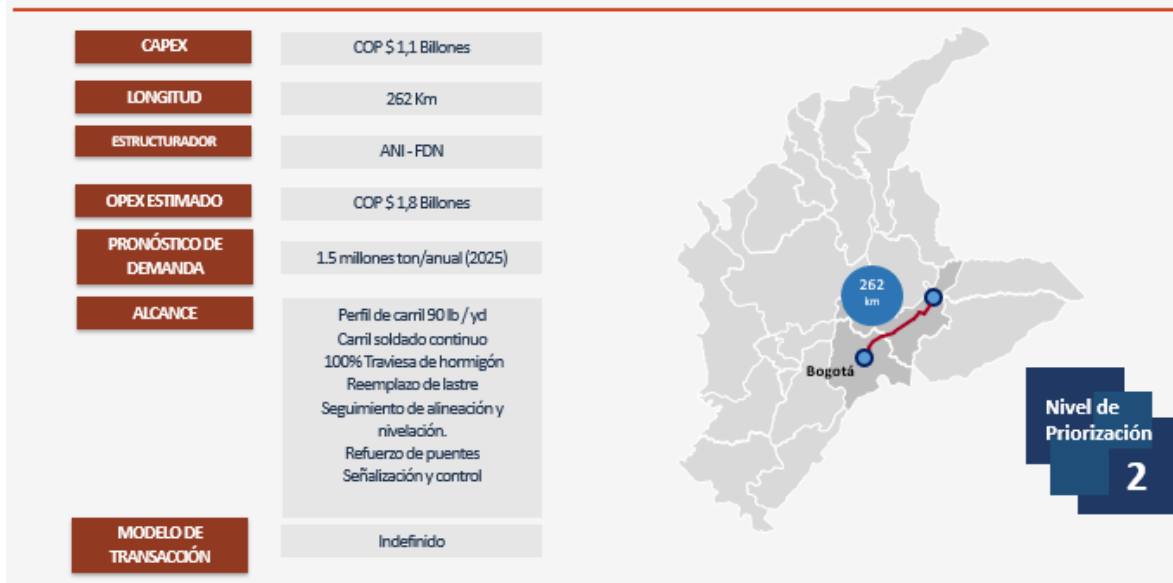 CAPEX
COP $ 1,1 Billones
LONGITUD
262 Km
ESTRUCTURADOR
ANI - FDN
OPEX ESTIMADO
COP $ 1,8 Billones
PRONÓSTICO DE
DEMANDA
1.5 millones ton/anual (2025)
ALCANCE
Perfil de carril 90 lb / yd
Carril soldado continuo
100% Traviesa de hormigón
Reemplazo de lastre
Seguimiento de alineación y
nivelación.
Refuerzo de puentes
Señalización y control
MODELO DE
TRANSACCIÓN
Indefinido
262
km
Bogotá
Nivel de
Priorización
2